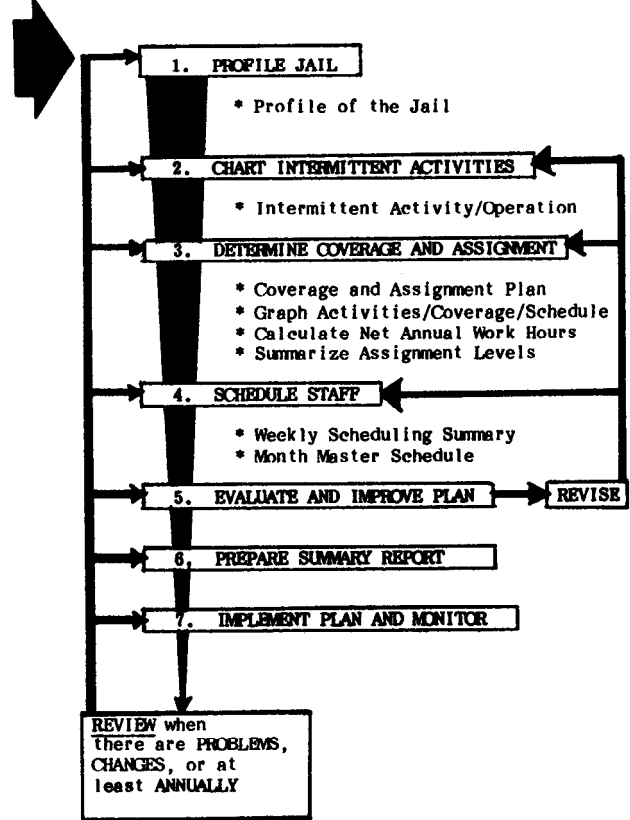 1. PROFILE JAIL
* Profile of the Jail
2. CHART INTERMITTENT ACTIVITIES
* Intermittent Activity/Operation
3. DETERMINE COVERAGE AND ASSIGNMENT
* Coverage and Assignment Plan
* Graph Activities/Coverage/Schedule
* Calculate Net Annual Work Hours
* Summarize Assignment Levels
4. SCHEDULE STAFF
* Weekly Scheduling Summary
* Month Master Schedule
5. EVALUATE AND IMPROVE PLAN
REVISE
6. PREPARE SUMMARY REPORT
7. IMPLEMENT PLAN AND MONITOR
REVIEW when
there are PROBLEMS,
CHANGES, or at
least ANNUALLY